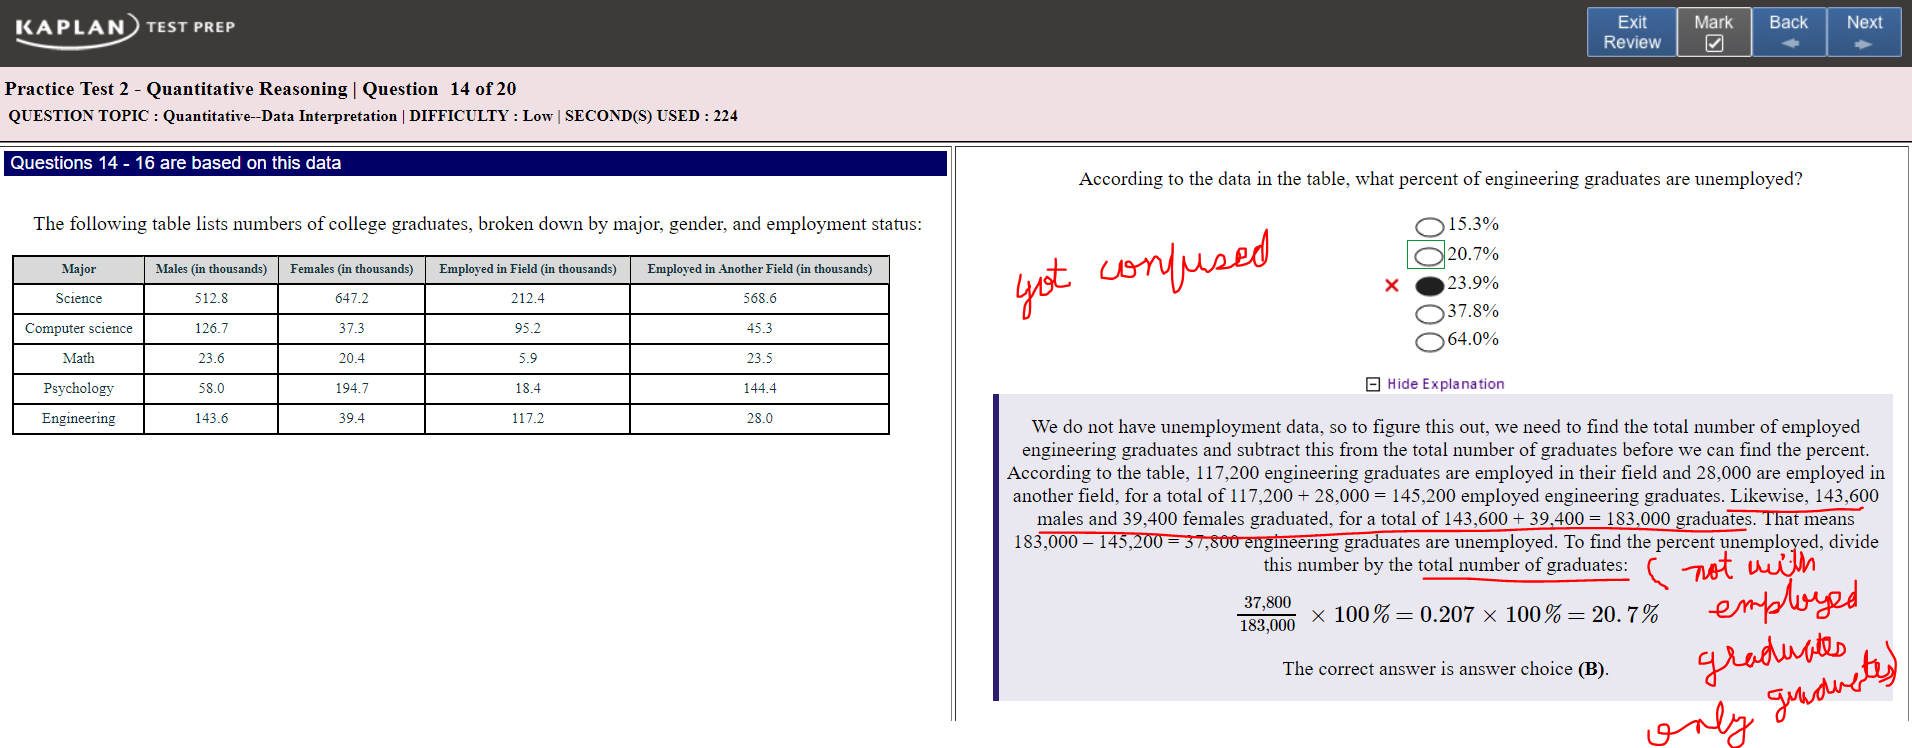 KAPLAN TEST PREP
Exit Review
Mark
Back
Next
Practice Test 2 - Quantitative Reasoning | Question 14 of 20
QUESTION TOPIC : Quantitative--Data Interpretation | DIFFICULTY : Low | SECOND(S) USED : 224
Questions 14 - 16 are based on this data
The following table lists numbers of college graduates, broken down by major, gender, and employment status:
Major Males (in thousands) Females (in thousands) Employed in Field (in thousands) Employed in Another Field (in thousands)
Science 512.8 647.2 212.4 568.6
Computer science 126.7 37.3 95.2 45.3
Math 23.6 20.4 5.9 23.5
Psychology 58.0 194.7 18.4 144.4
Engineering 143.6 39.4 117.2 28.0
According to the data in the table, what percent of engineering graduates are unemployed?
got confused
15.3%
20.7%
23.9%
37.8%
64.0%
Hide Explanation
We do not have unemployment data, so to figure this out, we need to find the total number of employed
engineering graduates and subtract this from the total number of graduates before we can find the percent.
According to the table, 117,200 engineering graduates are employed in their field and 28,000 are employed in
another field, for a total of 117,200 + 28,000 = 145,200 employed engineering graduates. Likewise, 143,600
males and 39,400 females graduated, for a total of 143,600 + 39,400 = 183,000 graduates. That means
183,000 – 145,200 = 37,800 engineering graduates are unemployed. To find the percent unemployed, divide
this number by the total number of graduates:
37,800
183,000 × 100% = 0.207 × 100% = 20.7%
The correct answer is answer choice (B).
( not with
employed
graduates
only graduates)